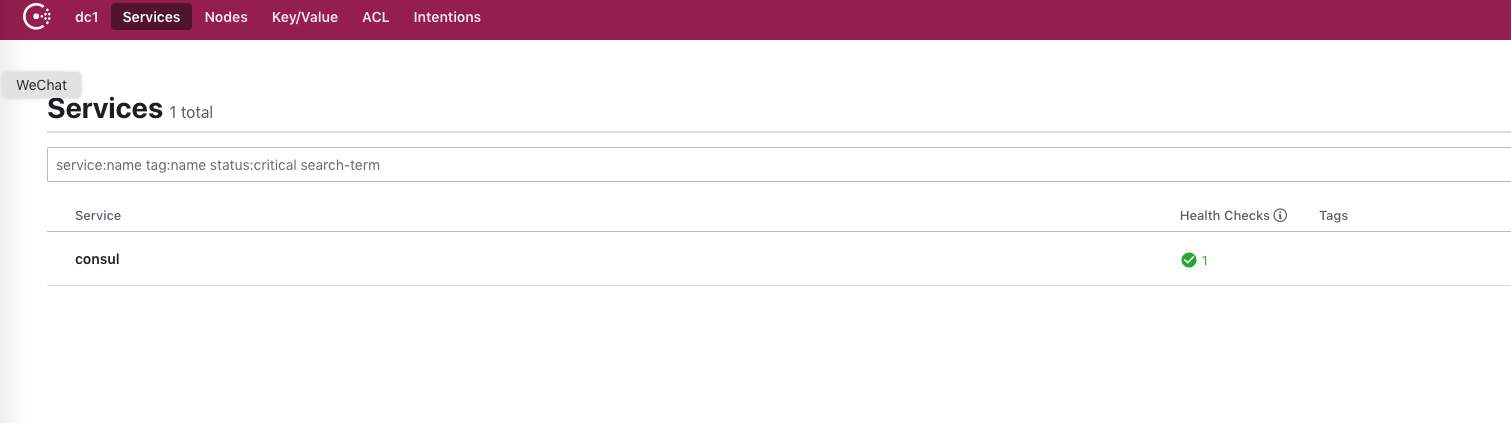 dc1 Services Nodes Key/Value ACL Intentions
WeChat
Services 1 total
service:name tag:name status:critical search-term
Service Health Checks Tags
consul 1